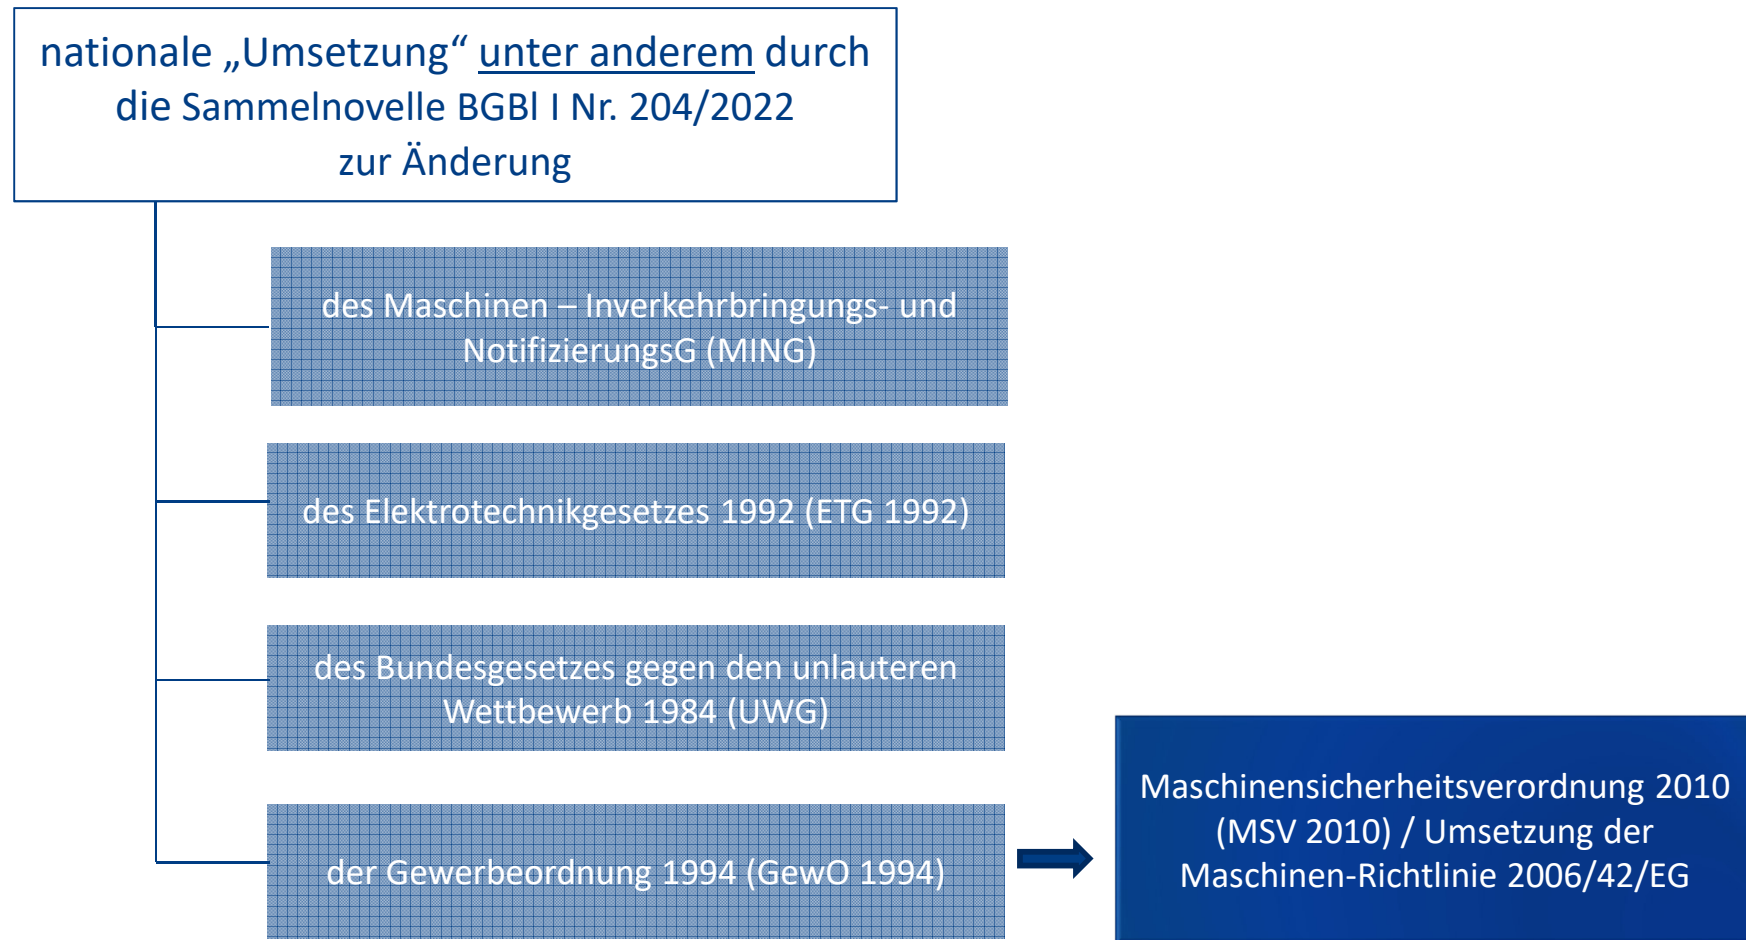 nationale „Umsetzung“ unter anderem durch
die Sammelnovelle BGBl I Nr. 204/2022
zur Änderung
des Maschinen – Inverkehrbringungs- und
NotifizierungsG (MING)
des Elektrotechnikgesetzes 1992 (ETG 1992)
des Bundesgesetzes gegen den unlauteren
Wettbewerb 1984 (UWG)
der Gewerbeordnung 1994 (GewO 1994)
Maschinensicherheitsverordnung 2010
(MSV 2010) / Umsetzung der
Maschinen-Richtlinie 2006/42/EG